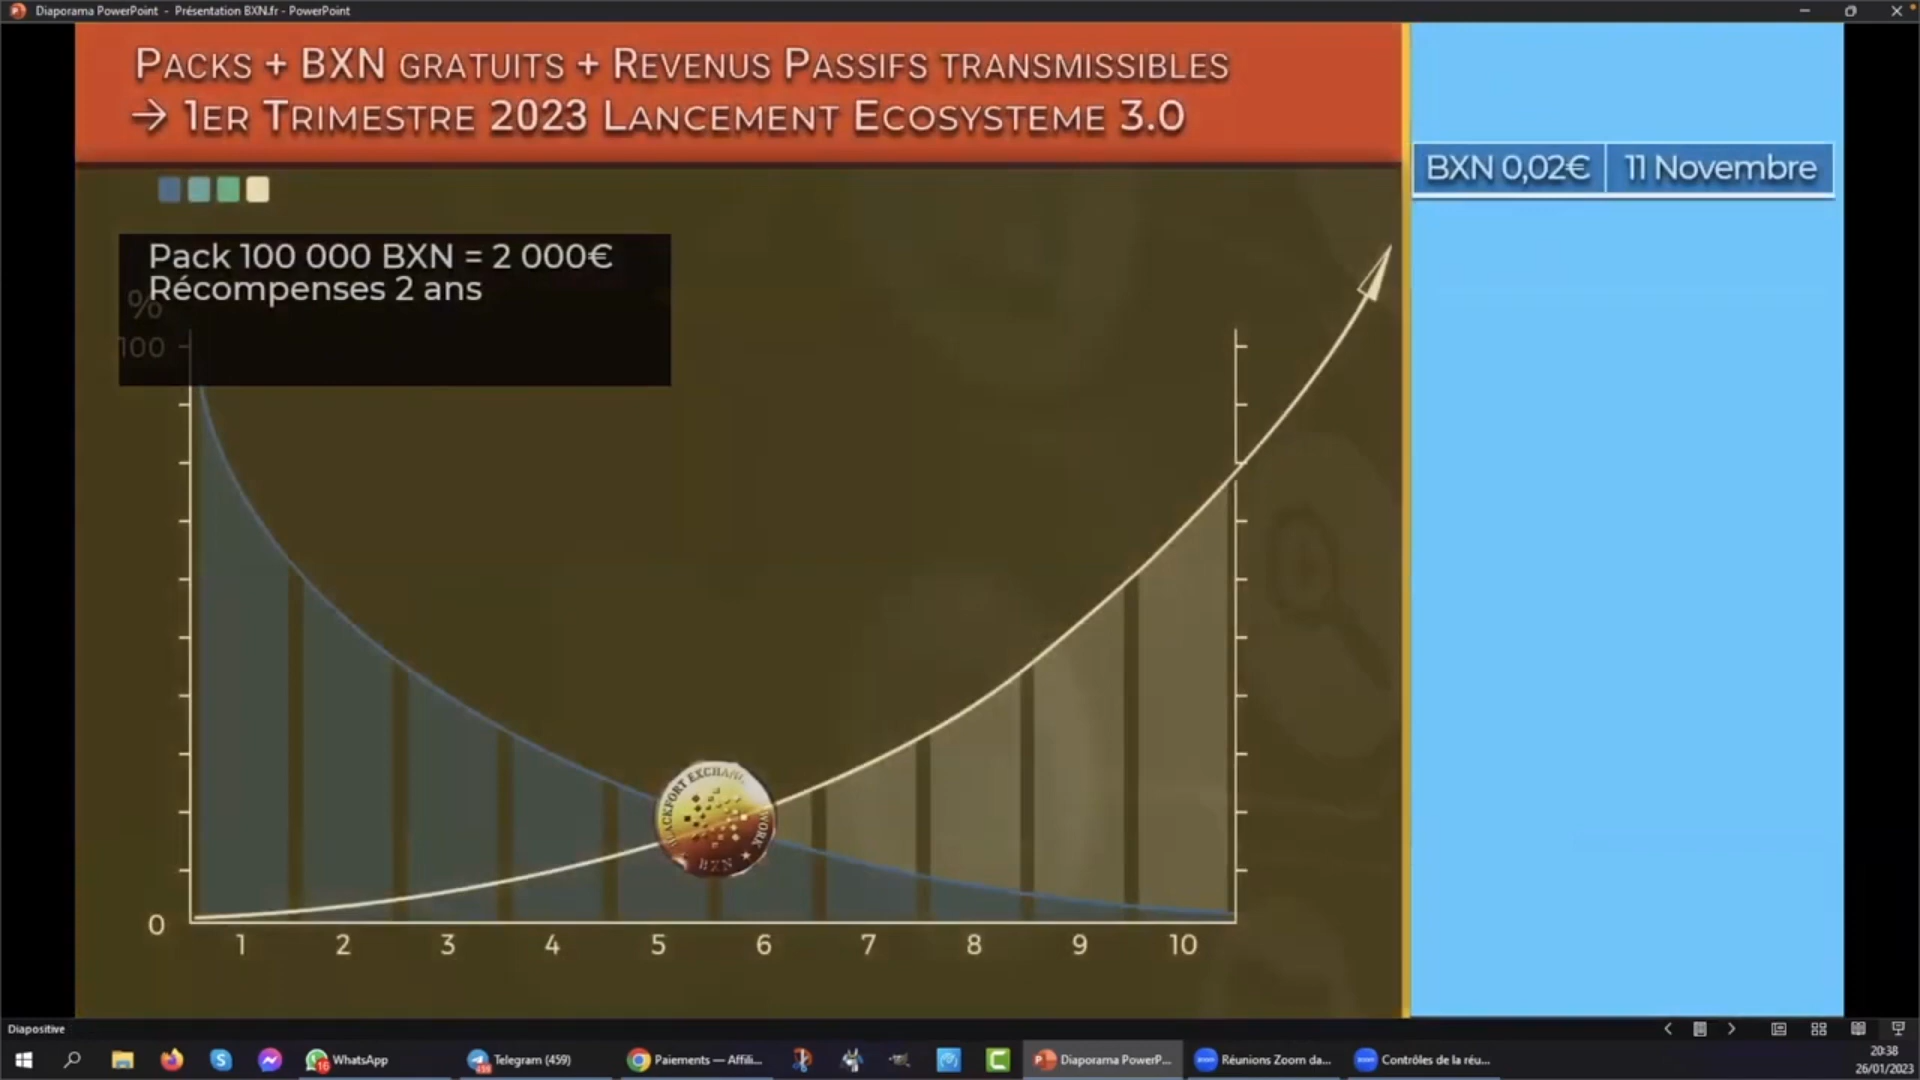 Diaporama PowerPoint - Présentation BXN.fr - PowerPoint
PACKS + BXN GRATUITS + REVENUS PASSIFS TRANSMISSIBLES
→ 1ER TRIMESTRE 2023 LANCEMENT ECOSYSTEME 3.0
BXN 0,02€ 11 Novembre
Pack 100 000 BXN = 2 000€
Récompenses 2 ans
%
100
BZN
0
1 2 3 4 5 6 7 8 9 10
Diapositive
16 WhatsApp
Telegram (459)
Paiements — Affili...
Diaporama PowerP...
Réunions Zoom da...
Contrôles de la réu...
20:38
26/01/2023